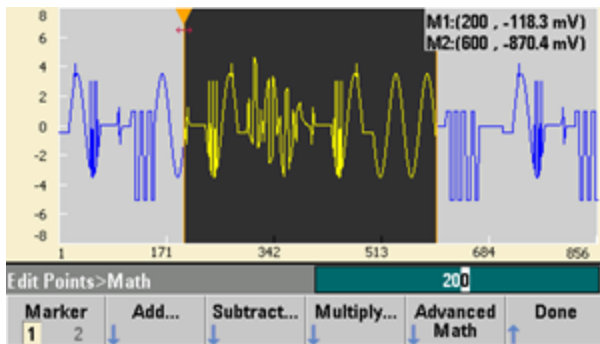 M1:(200 , -118.3 mV)
M2:(600 , -870.4 mV)
8
6
4
2
0
-2
-4
-6
-8
1 171 342 513 684 856
Edit Points>Math 200
Marker Add... Subtract... Multiply... Advanced Math Done
1 2